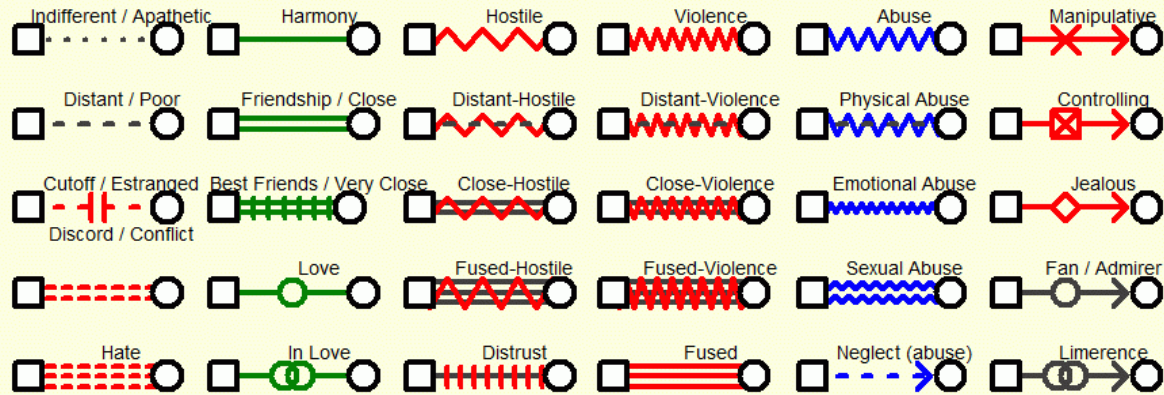 Indifferent / Apathetic
Harmony
Hostile
Violence
Abuse
Manipulative
Distant / Poor
Friendship / Close
Distant-Hostile
Distant-Violence
Physical Abuse
Controlling
Cutoff / Estranged
Best Friends / Very Close
Close-Hostile
Close-Violence
Emotional Abuse
Jealous
Discord / Conflict
Love
Fused-Hostile
Fused-Violence
Sexual Abuse
Fan / Admirer
Hate
In Love
Distrust
Fused
Neglect (abuse)
Limerence